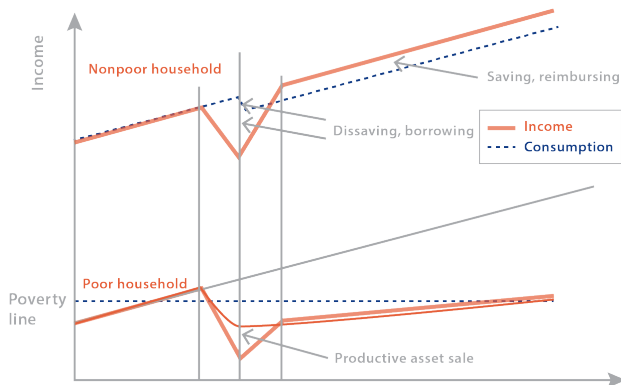 Income
Nonpoor household
Saving, reimbursing
Dissaving, borrowing
Income
Consumption
Poor household
Poverty
line
Productive asset sale